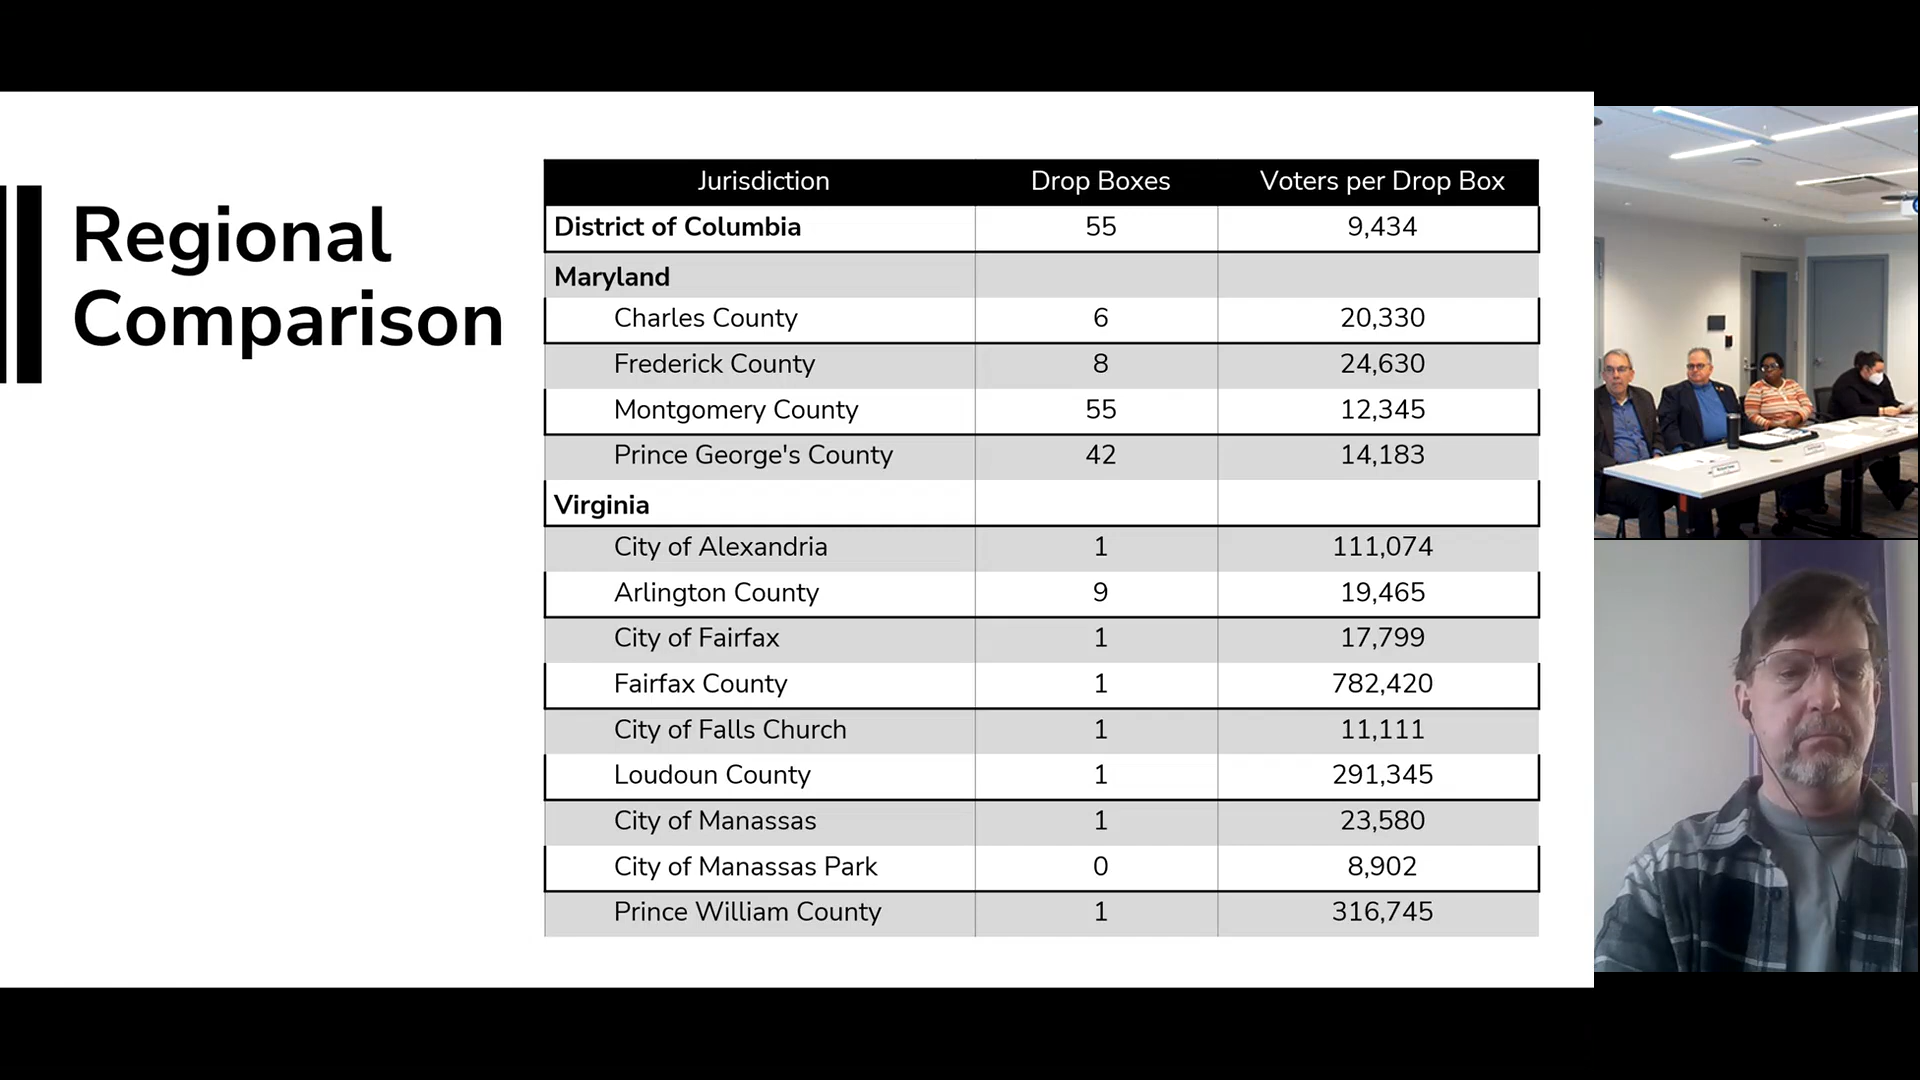 Regional
Comparison
Jurisdiction Drop Boxes Voters per Drop Box
District of Columbia 55 9,434
Maryland
Charles County 6 20,330
Frederick County 8 24,630
Montgomery County 55 12,345
Prince George's County 42 14,183
Virginia
City of Alexandria 1 111,074
Arlington County 9 19,465
City of Fairfax 1 17,799
Fairfax County 1 782,420
City of Falls Church 1 11,111
Loudoun County 1 291,345
City of Manassas 1 23,580
City of Manassas Park 0 8,902
Prince William County 1 316,745